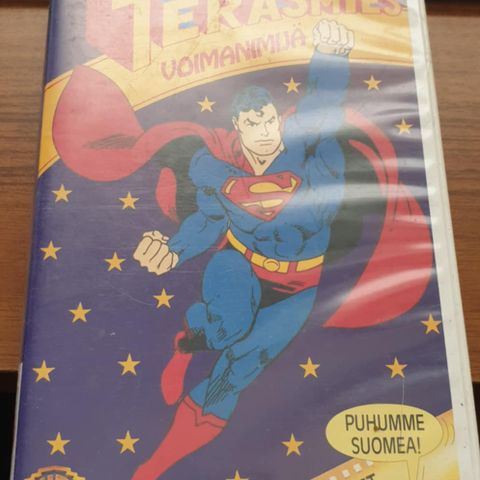 TERÄSMIES
VOIMANIMIJÄ
S
PUHUMME
SUOMEA!